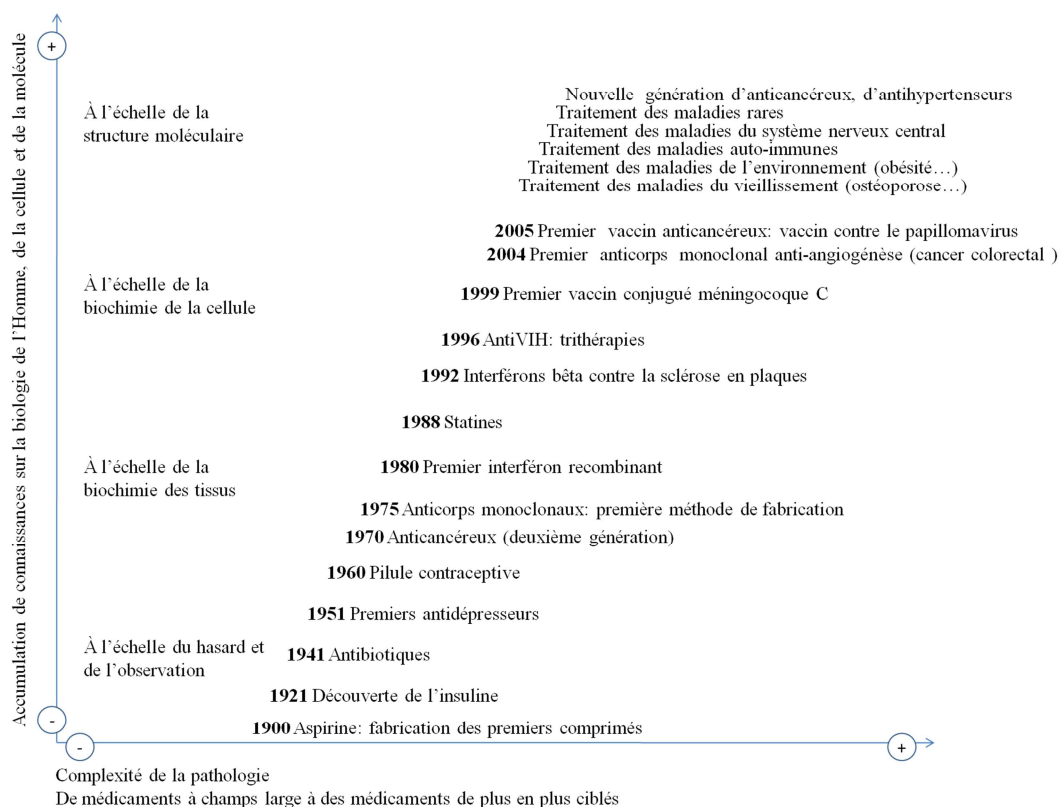 Accumulation de connaissances sur la biologie de l'Homme, de la cellule et de la molécule
+
À l'échelle de la
structure moléculaire
Nouvelle génération d'anticancéreux, d'antihypertenseurs
Traitement des maladies rares
Traitement des maladies du système nerveux central
Traitement des maladies auto-immunes
Traitement des maladies de l'environnement (obésité…)
Traitement des maladies du vieillissement (ostéoporose…)
2005 Premier vaccin anticancéreux: vaccin contre le papillomavirus
2004 Premier anticorps monoclonal anti-angiogénèse (cancer colorectal )
À l'échelle de la
biochimie de la cellule
1999 Premier vaccin conjugué méningocoque C
1996 AntiVIH: trithérapies
1992 Interférons bêta contre la sclérose en plaques
1988 Statines
À l'échelle de la
biochimie des tissus
1980 Premier interféron recombinant
1975 Anticorps monoclonaux: première méthode de fabrication
1970 Anticancéreux (deuxième génération)
1960 Pilule contraceptive
1951 Premiers antidépresseurs
À l'échelle du hasard et
de l'observation
1941 Antibiotiques
1921 Découverte de l'insuline
1900 Aspirine: fabrication des premiers comprimés
-
-
+
Complexité de la pathologie
De médicaments à champs large à des médicaments de plus en plus ciblés